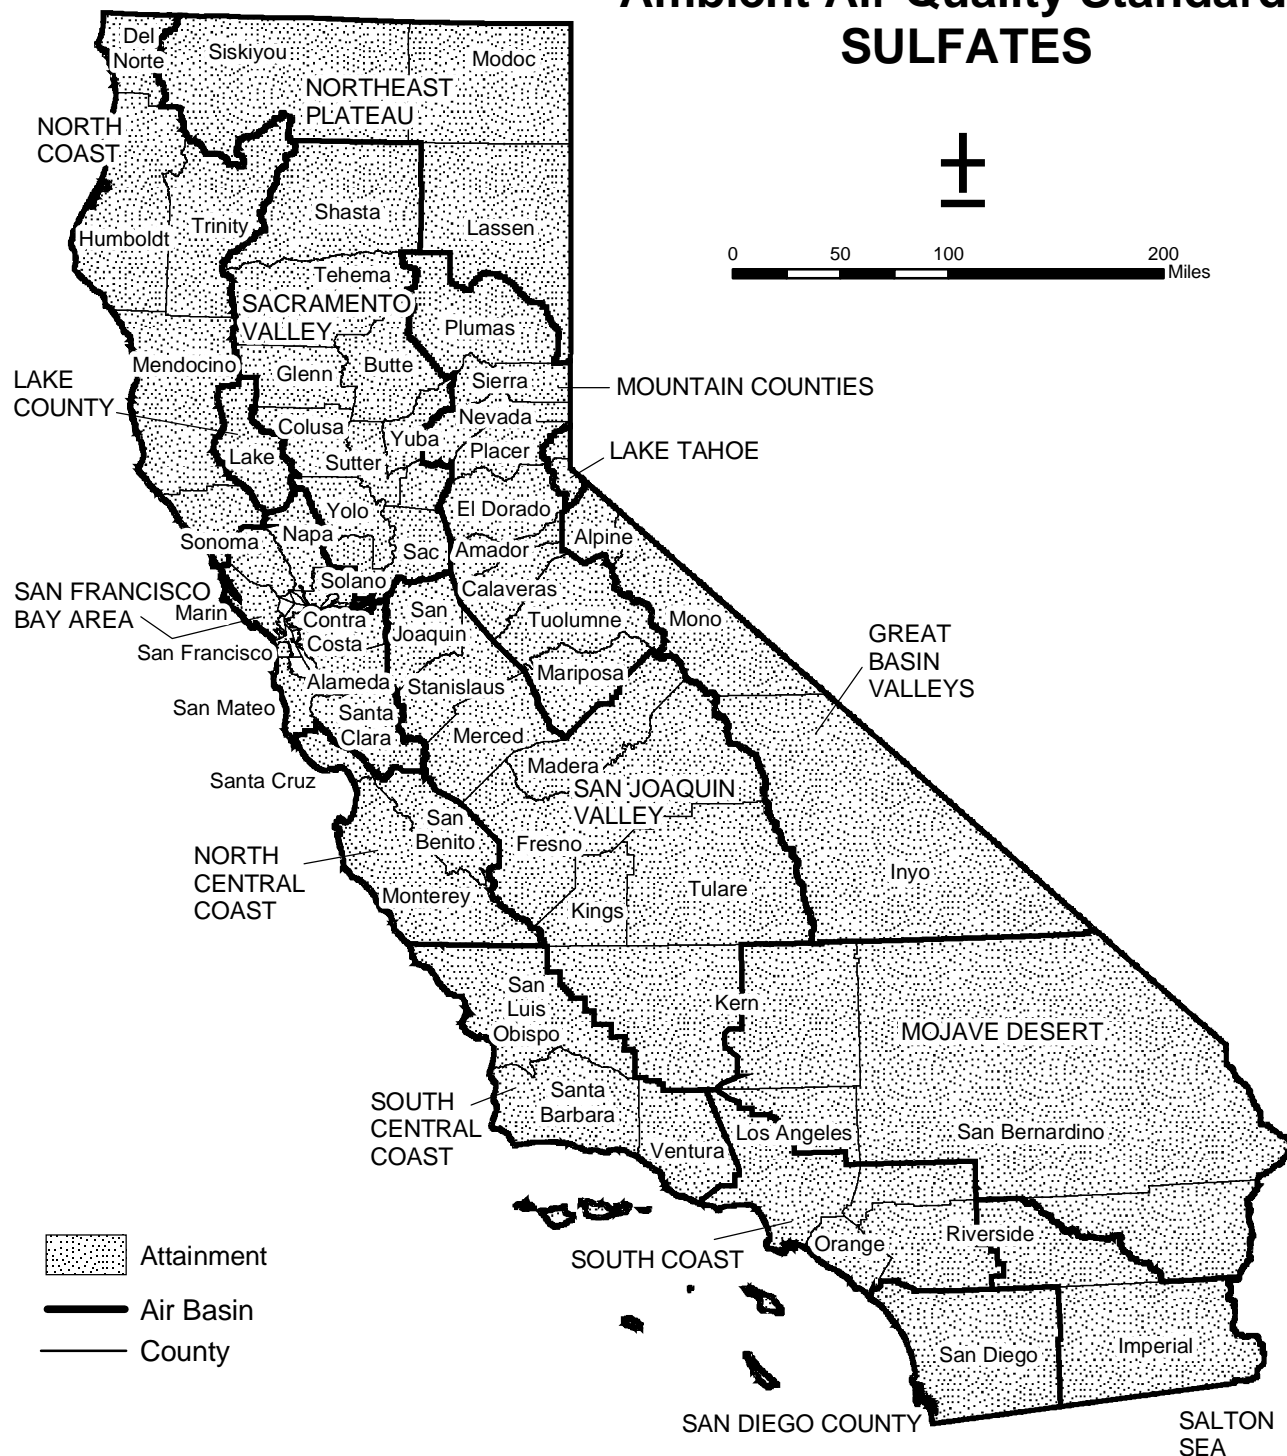 Ambient Air Quality Standard
SULFATES
0 50 100 200
Miles
Del
Norte
Siskiyou
Modoc
NORTHEAST
PLATEAU
NORTH
COAST
Humboldt
Trinity
Shasta
Lassen
Tehema
SACRAMENTO
VALLEY
Plumas
Mendocino
Glenn
Butte
Sierra
MOUNTAIN COUNTIES
LAKE
COUNTY
Nevada
Colusa
Yuba
Placer
LAKE TAHOE
Lake
Sutter
Yolo
El Dorado
Sonoma
Napa
Sac
Amador
Alpine
Solano
Calaveras
SAN FRANCISCO
BAY AREA
Marin
Contra
Costa
San
Joaquin
Tuolumne
Mono
GREAT
BASIN
VALLEYS
San Francisco
Alameda
Stanislaus
Mariposa
San Mateo
Santa
Clara
Merced
Madera
Santa Cruz
SAN JOAQUIN
VALLEY
San
Benito
Fresno
NORTH
CENTRAL
COAST
Monterey
Kings
Tulare
Inyo
San
Luis
Obispo
Kern
MOJAVE DESERT
SOUTH
CENTRAL
COAST
Santa
Barbara
Ventura
Los Angeles
San Bernardino
SOUTH COAST
Orange
Riverside
San Diego
Imperial
SAN DIEGO COUNTY
SALTON
SEA
Attainment
Air Basin
County